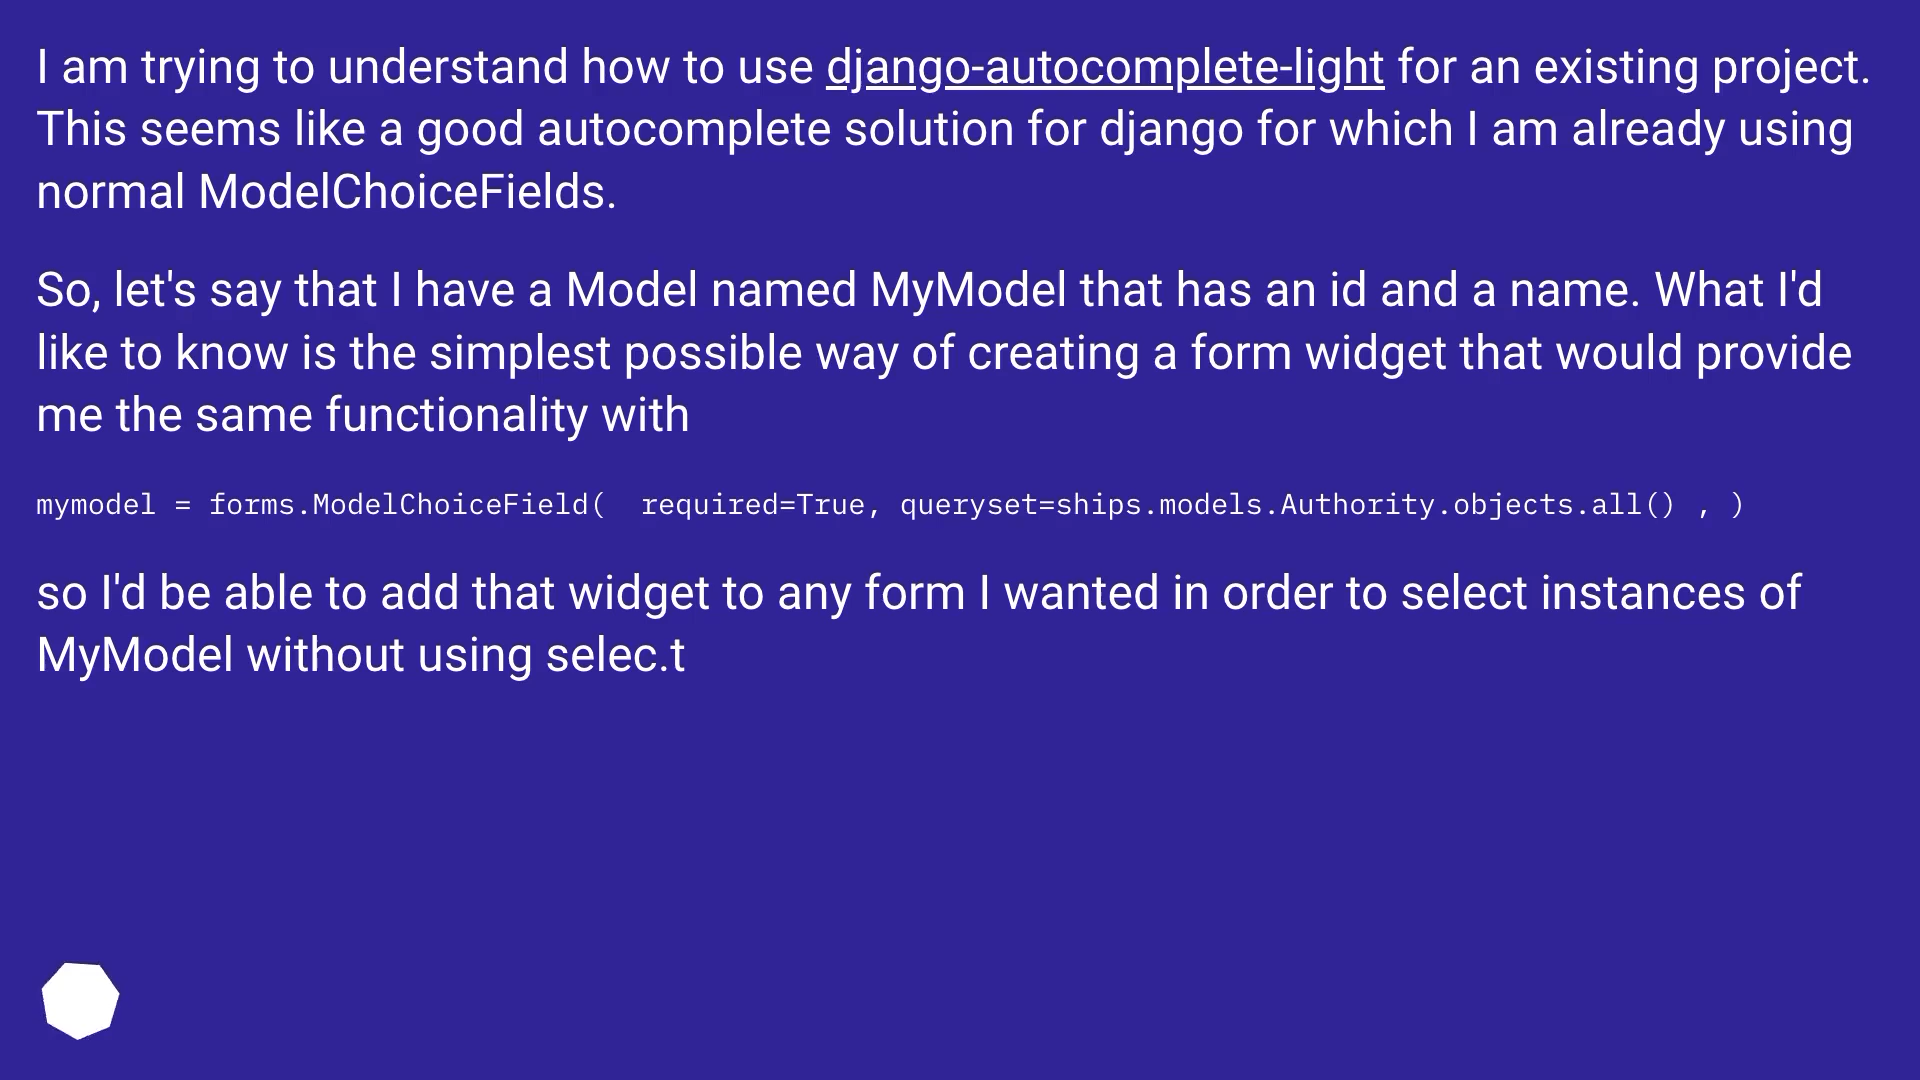 I am trying to understand how to use django-autocomplete-light for an existing project.
This seems like a good autocomplete solution for django for which I am already using
normal ModelChoiceFields.
So, let's say that I have a Model named MyModel that has an id and a name. What I'd
like to know is the simplest possible way of creating a form widget that would provide
me the same functionality with
mymodel = forms.ModelChoiceField(  required=True, queryset=ships.models.Authority.objects.all() , )
so I'd be able to add that widget to any form I wanted in order to select instances of
MyModel without using selec.t